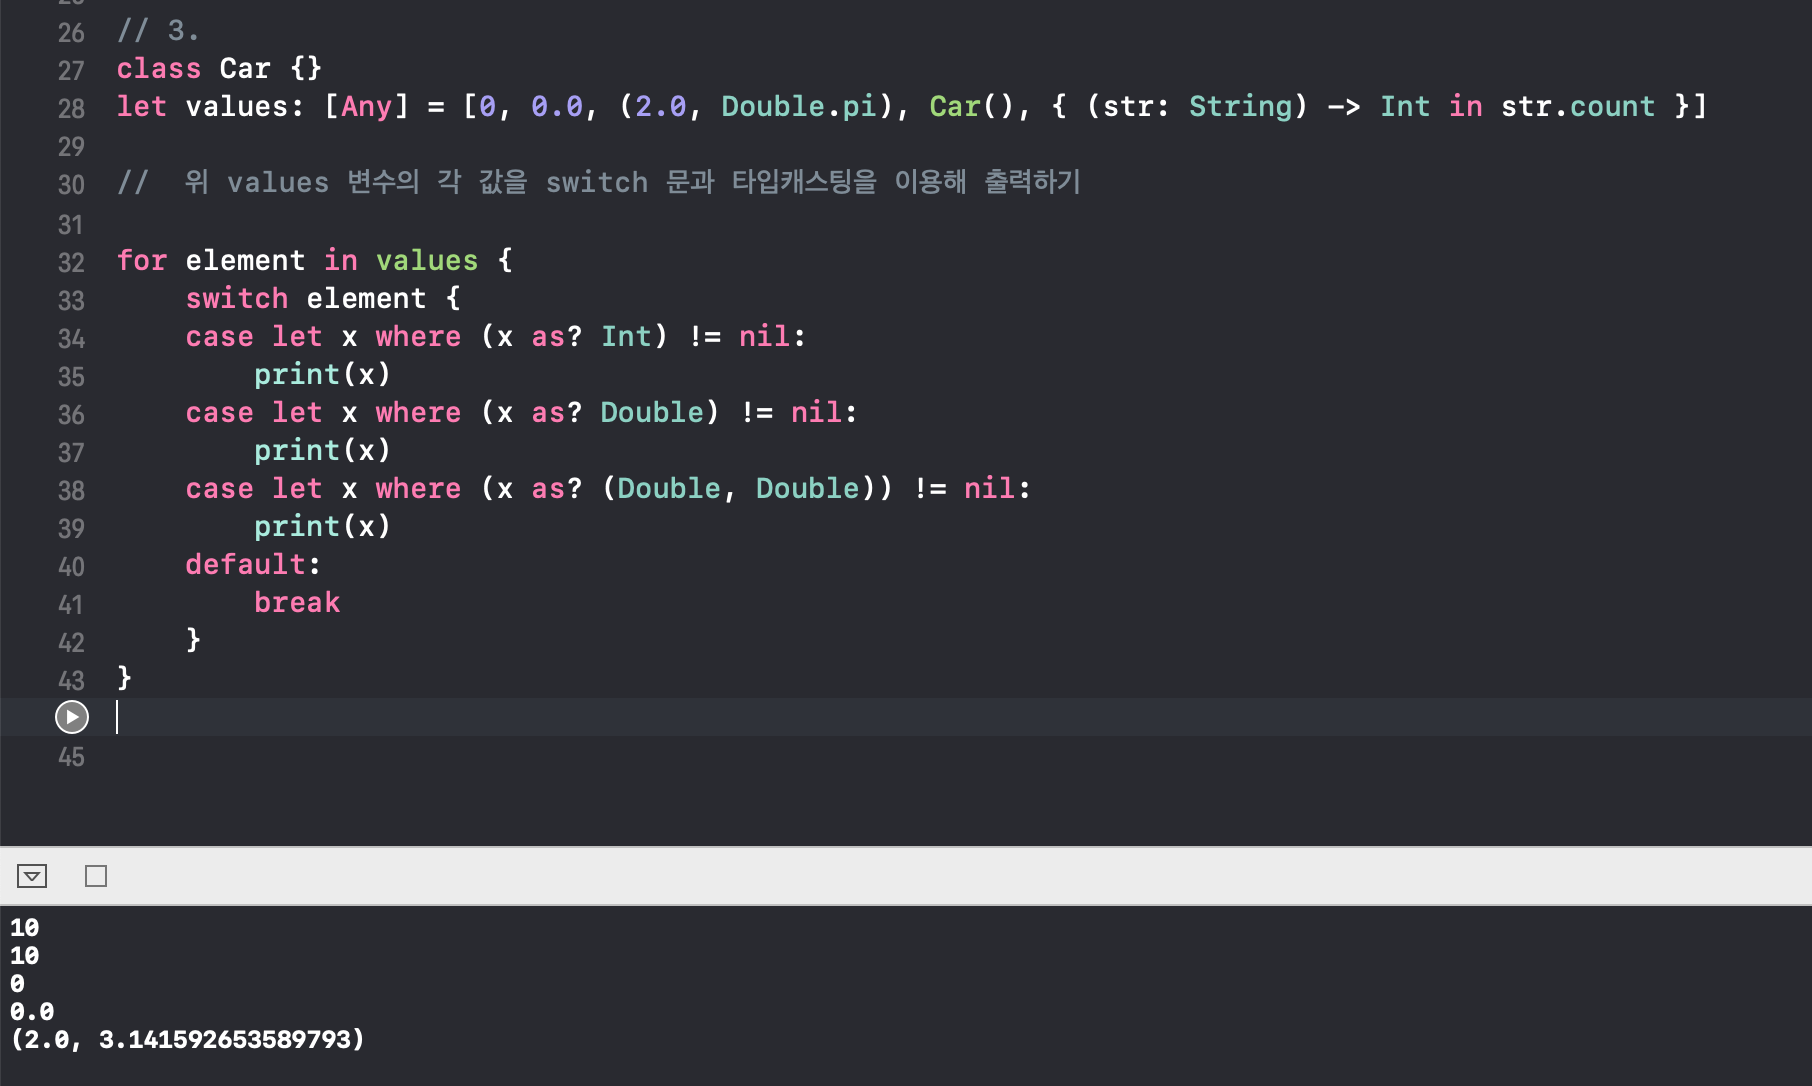 26 // 3.
27 class Car {}
28 let values: [Any] = [0, 0.0, (2.0, Double.pi), Car(), { (str: String) -> Int in str.count }]
29
30 //  위 values 변수의 각 값을 switch 문과 타입캐스팅을 이용해 출력하기
31
32 for element in values {
33     switch element {
34     case let x where (x as? Int) != nil:
35         print(x)
36     case let x where (x as? Double) != nil:
37         print(x)
38     case let x where (x as? (Double, Double)) != nil:
39         print(x)
40     default:
41         break
42     }
43 }
45
10
10
0
0.0
(2.0, 3.141592653589793)